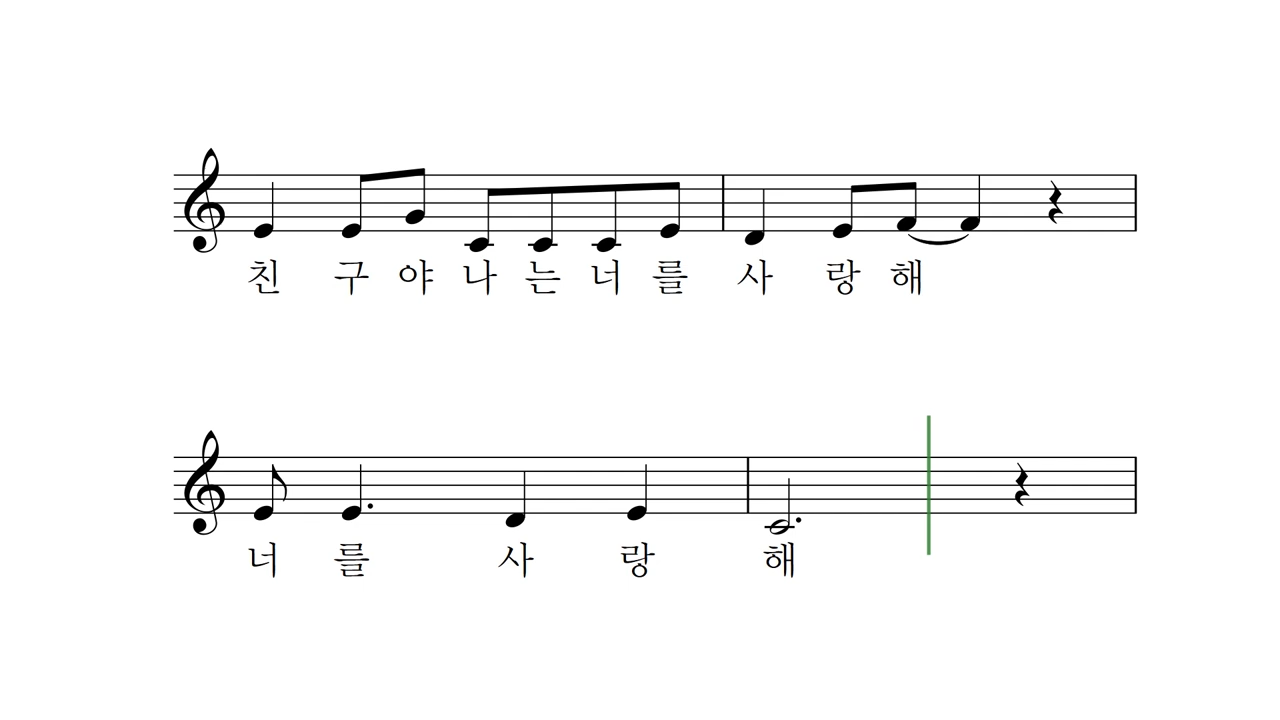 친 구 야 나 는 너 를 사 랑 해
너 를 사 랑 해